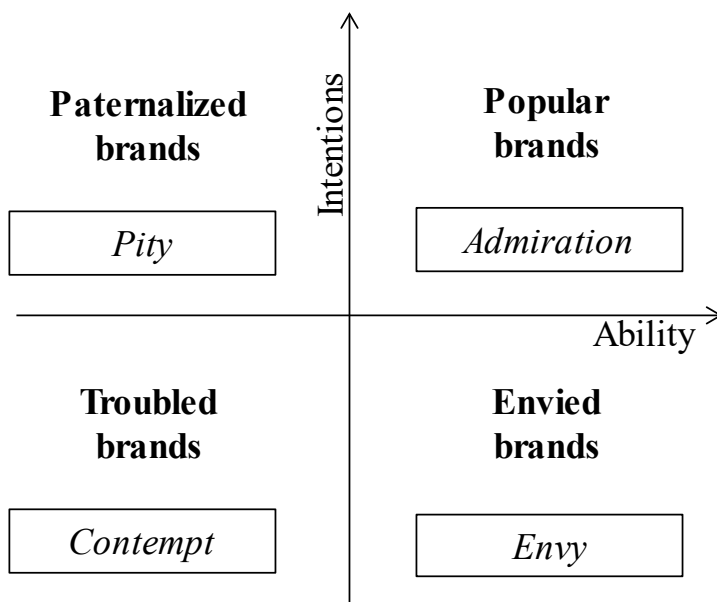 Paternalized
brands
Pity
Intentions
Popular
brands
Admiration
Ability
Troubled
brands
Contempt
Envied
brands
Envy